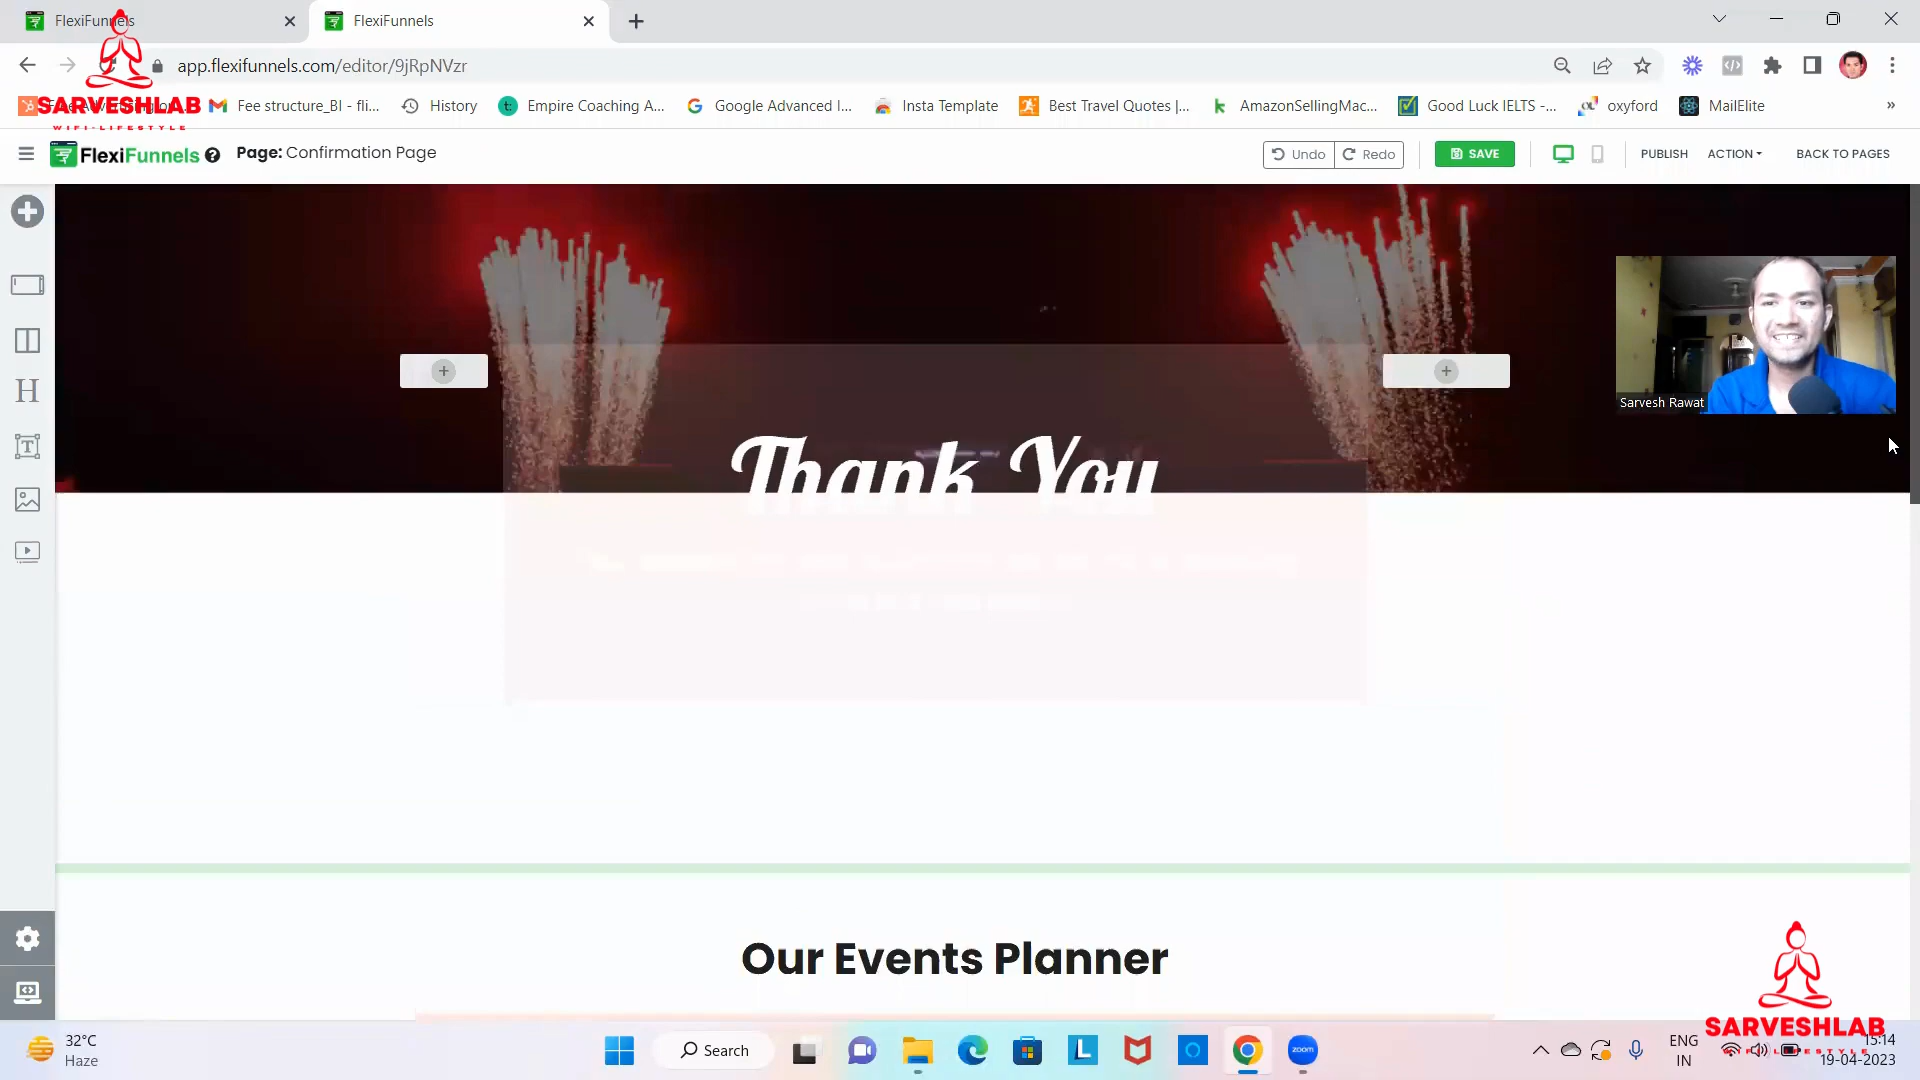 FlexiFunnels
FlexiFunnels
app.flexifunnels.com/editor/9jRpNVzr
SARVESHLAB
WIFI-LIFESTYLE
Fee structure_BI - fli...
History
Empire Coaching A...
Google Advanced I...
Insta Template
Best Travel Quotes |...
AmazonSellingMac...
Good Luck IELTS -...
oxyford
MailElite
FlexiFunnels
Page: Confirmation Page
Undo
Redo
SAVE
PUBLISH
ACTION
BACK TO PAGES
Sarvesh Rawat
Thank You
Our Events Planner
SARVESHLAB
32°C
Haze
Search
zoom
ENG
IN
15:14
19-04-2023